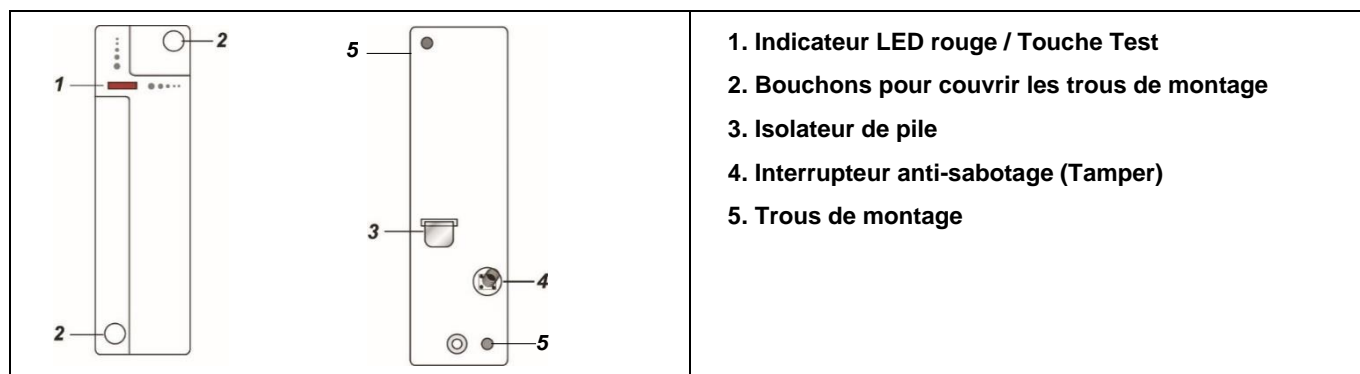 2
1
2
5
3
4
5
1. Indicateur LED rouge / Touche Test
2. Bouchons pour couvrir les trous de montage
3. Isolateur de pile
4. Interrupteur anti-sabotage (Tamper)
5. Trous de montage